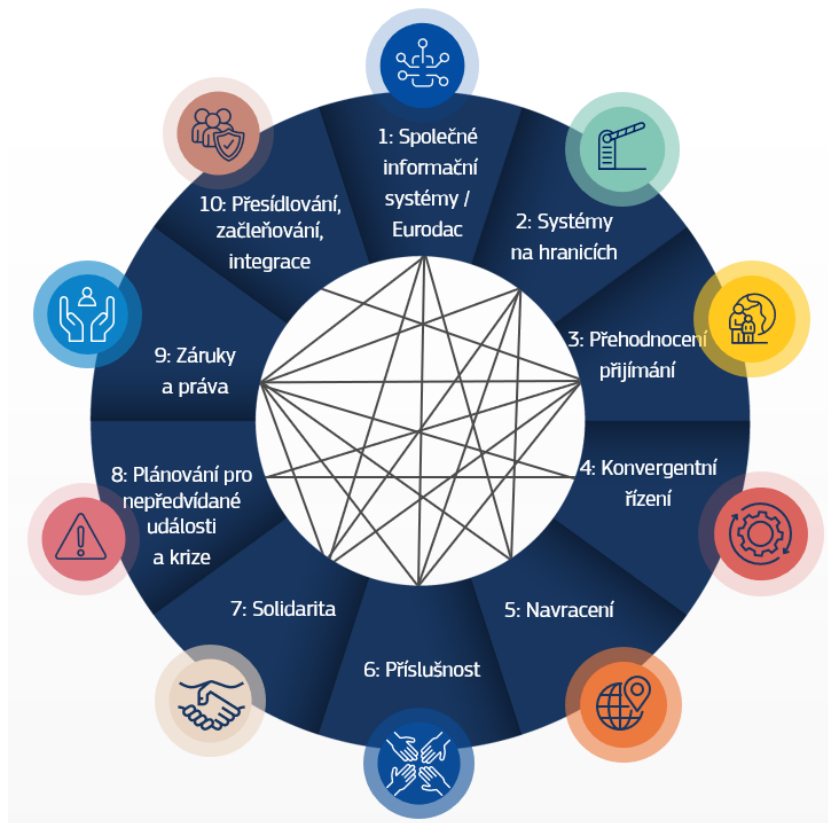 1: Společné
informační
systémy /
Eurodac
2: Systémy
na hranicích
3: Přehodnocení
přijímání
4: Konvergentní
řízení
5: Navracení
6: Příslušnost
7: Solidarita
8: Plánování pro
nepředvídané
události
a krize
9: Záruky
a práva
10: Přesídlování,
začleňování,
integrace